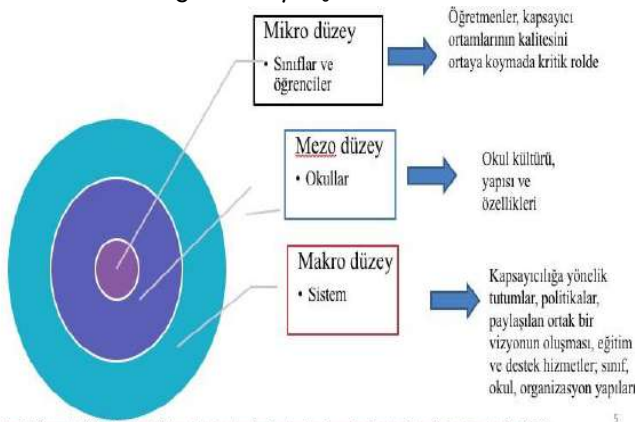 Mikro düzey
• Sınıflar ve
öğrenciler
Öğretmenler, kapsayıcı
ortamlarının kalitesini
ortaya koymada kritik rolde
Mezo düzey
• Okullar
Okul kültürü,
yapısı ve
özellikleri
Makro düzey
• Sistem
Kapsayıcılığa yönelik
tutumlar, politikalar,
paylaşılan ortak bir
vizyonun oluşması, eğitim
ve destek hizmetler; sınıf,
okul, organizasyon yapıları
5